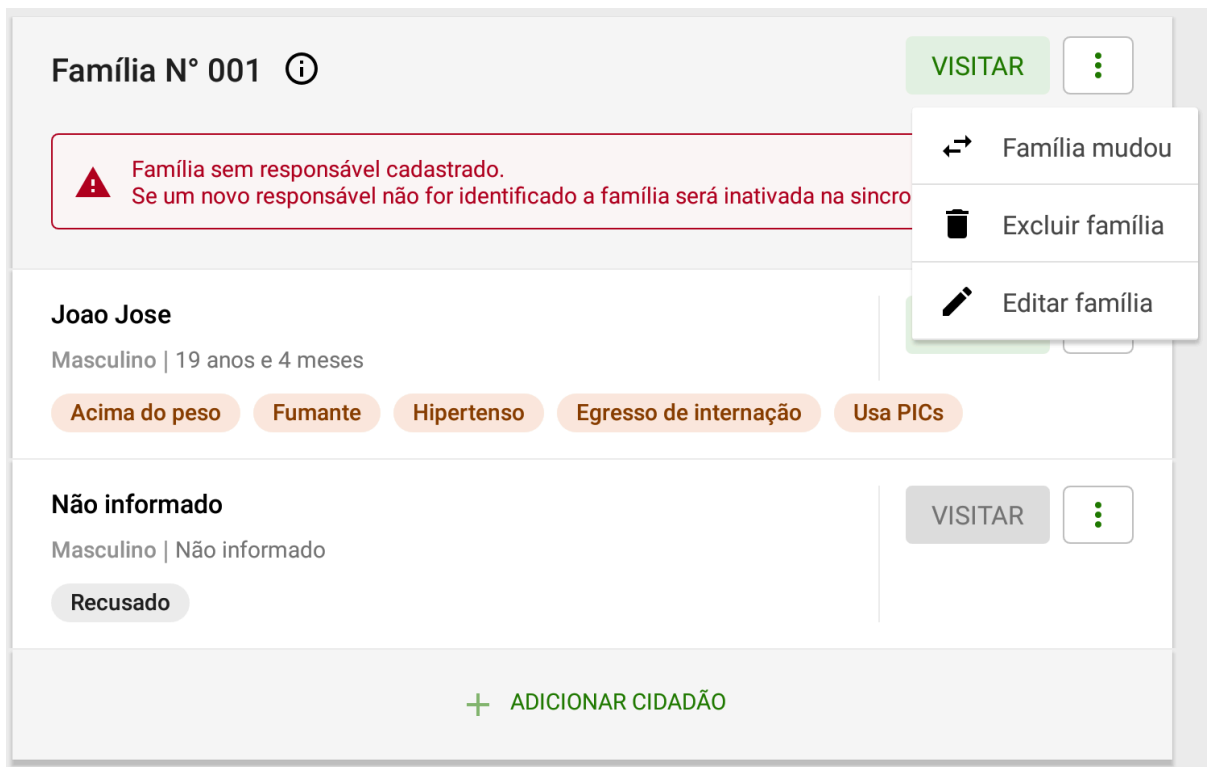 Família N° 001
VISITAR
Família mudou
Excluir família
Editar família
Família sem responsável cadastrado.
Se um novo responsável não for identificado a família será inativada na sincro
Joao Jose
Masculino | 19 anos e 4 meses
Acima do peso Fumante Hipertenso Egresso de internação Usa PICs
Não informado
VISITAR
Masculino | Não informado
Recusado
+ ADICIONAR CIDADÃO